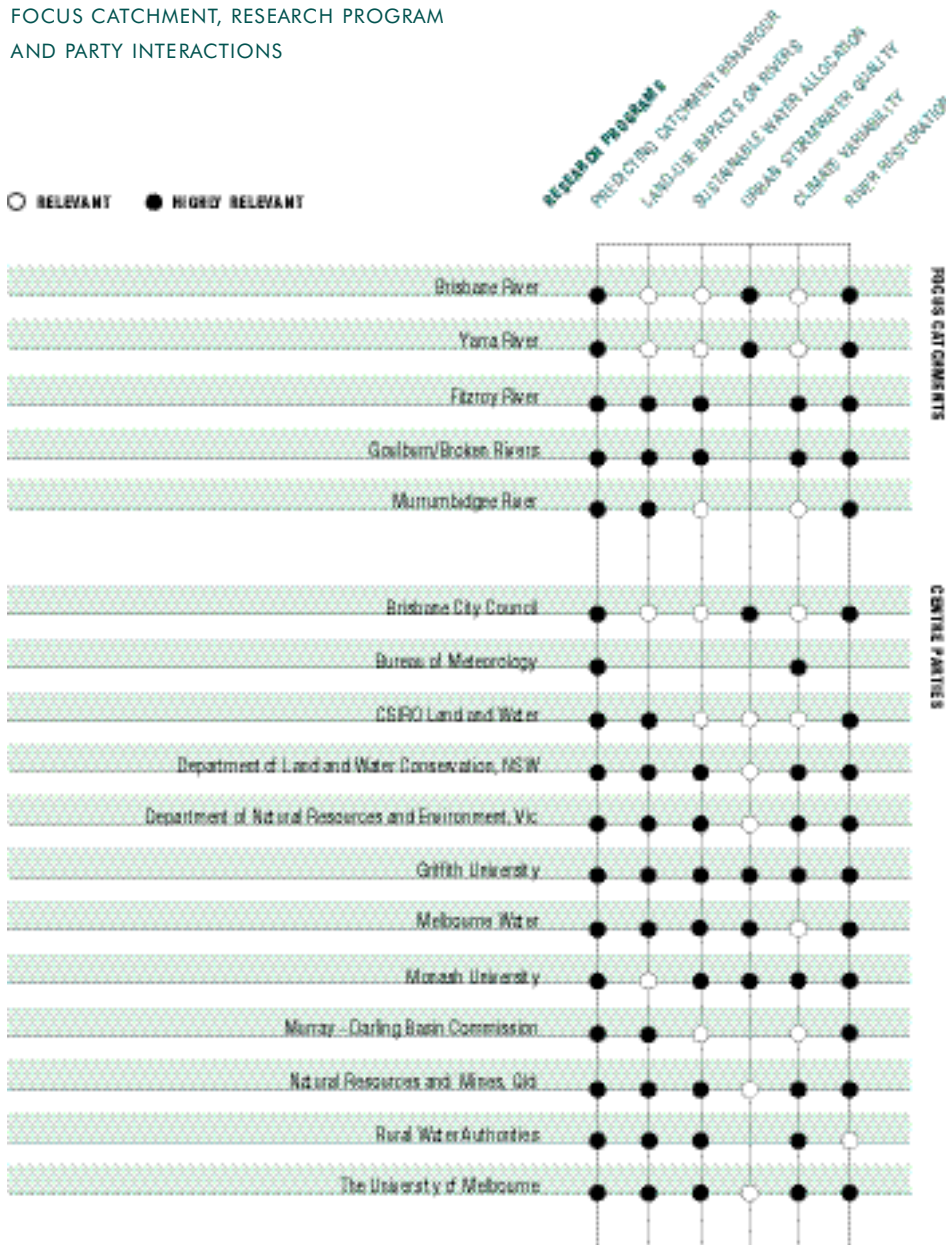 FOCUS CATCHMENT, RESEARCH PROGRAM
AND PARTY INTERACTIONS
RESEARCH PROGRAMS
PREDICTING CATCHMENT BEHAVIOUR
LAND-USE IMPACTS ON RIVERS
SUSTAINABLE WATER ALLOCATION
URBAN STORMWATER QUALITY
CLIMATE VARIABILITY
RIVER RESTORATION
RELEVANT
HIGHLY RELEVANT
FOCUS CATCHMENTS
Brisbane River
Yarra River
Fitzroy River
Goulburn/Broken Rivers
Murrumbidgee River
CENTRE PARTIES
Brisbane City Council
Bureau of Meteorology
CSIRO Land and Water
Department of Land and Water Conservation, NSW
Department of Natural Resources and Environment, Vic
Griffith University
Melbourne Water
Monash University
Murray-Darling Basin Commission
Natural Resources and Mines, Qld
Rural Water Authorities
The University of Melbourne